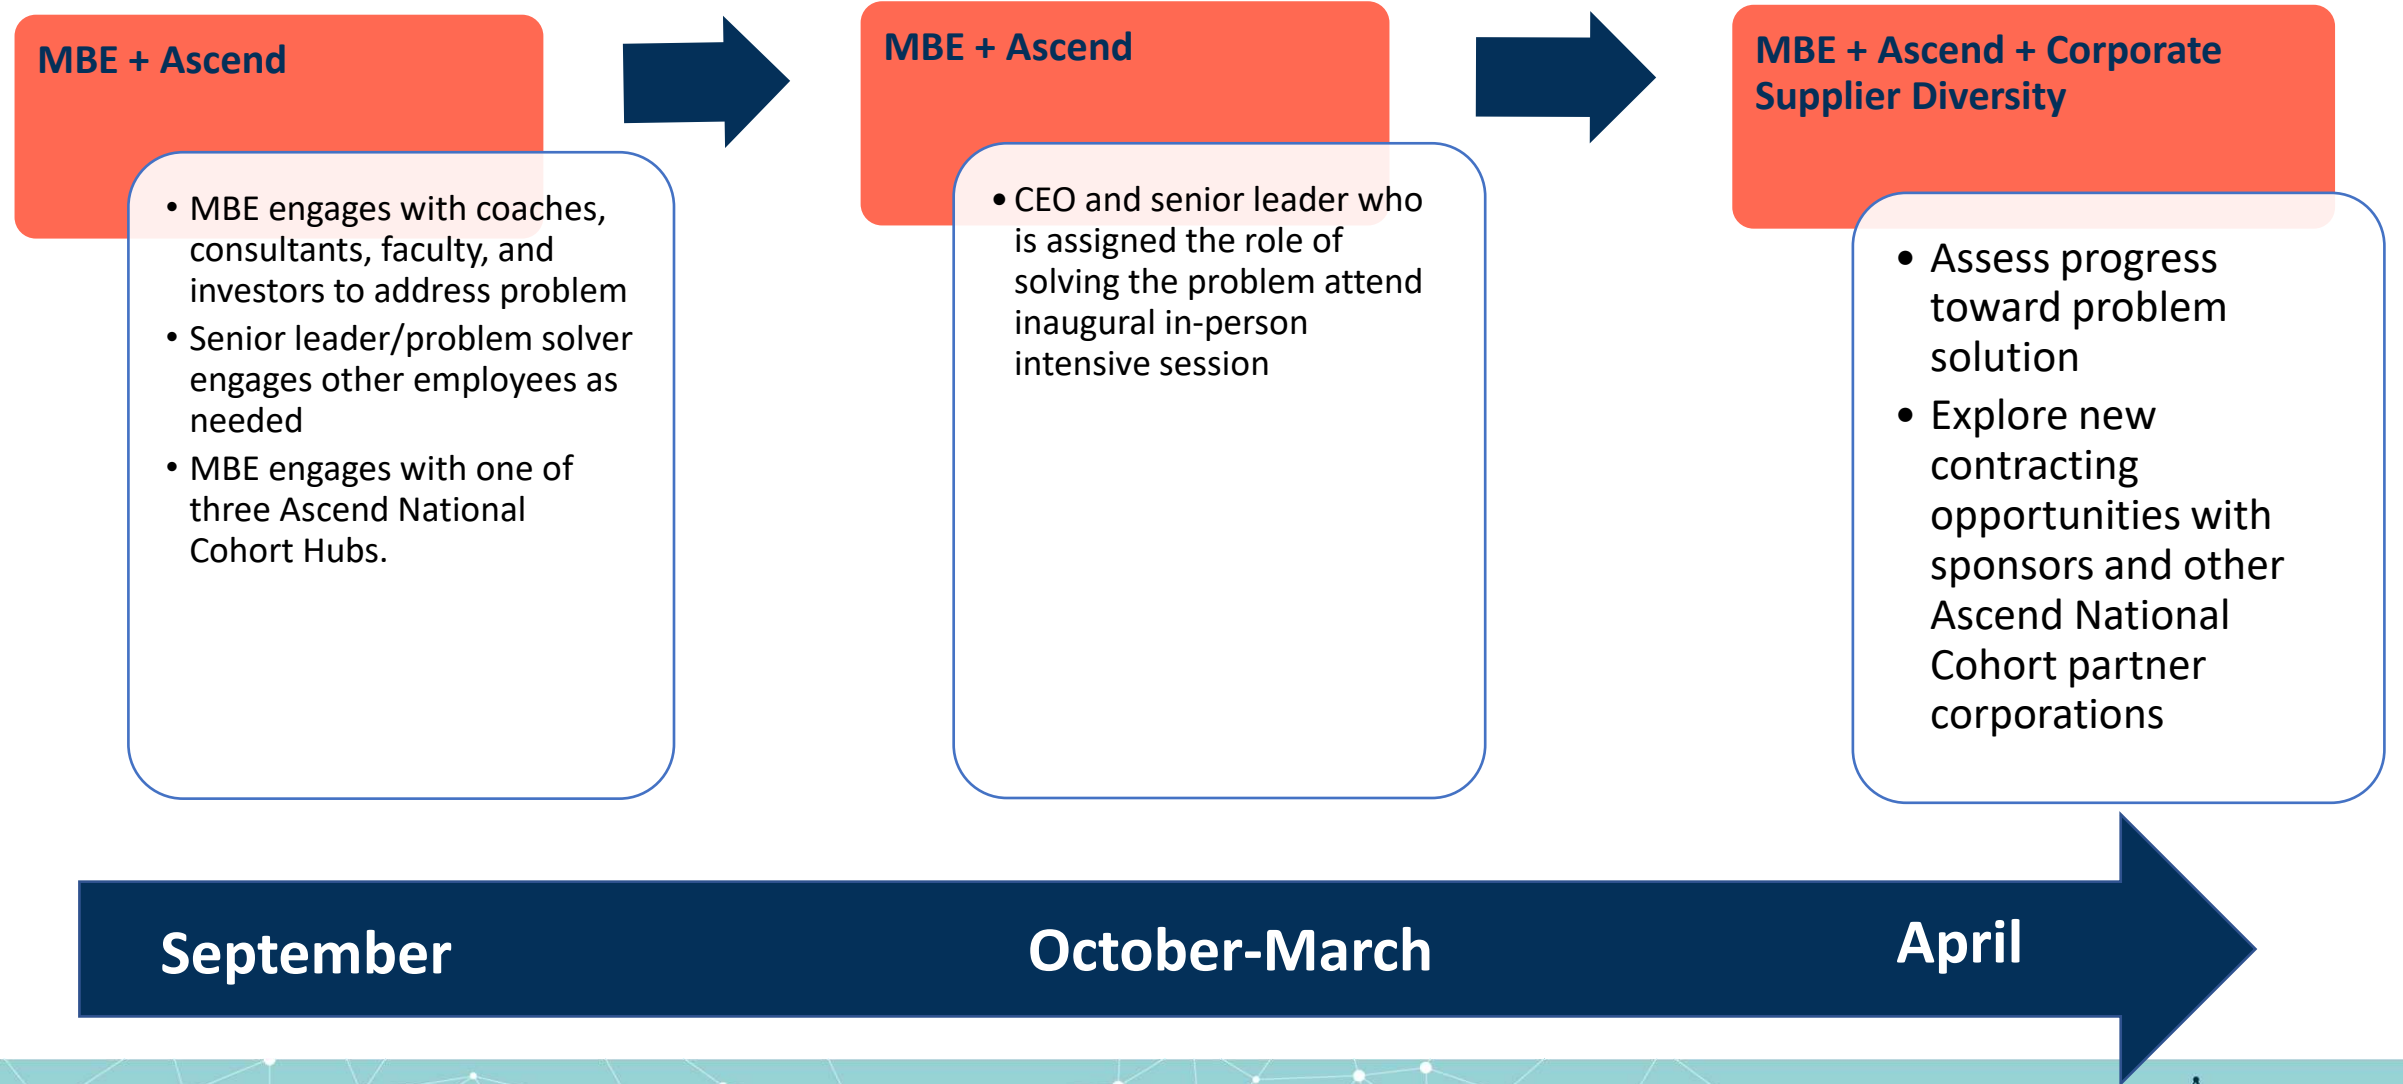 MBE + Ascend
• MBE engages with coaches,
consultants, faculty, and
investors to address problem
• Senior leader/problem solver
engages other employees as
needed
• MBE engages with one of
three Ascend National
Cohort Hubs.
MBE + Ascend
• CEO and senior leader who
is assigned the role of
solving the problem attend
inaugural in-person
intensive session
MBE + Ascend + Corporate
Supplier Diversity
• Assess progress
toward problem
solution
• Explore new
contracting
opportunities with
sponsors and other
Ascend National
Cohort partner
corporations
September
October-March
April